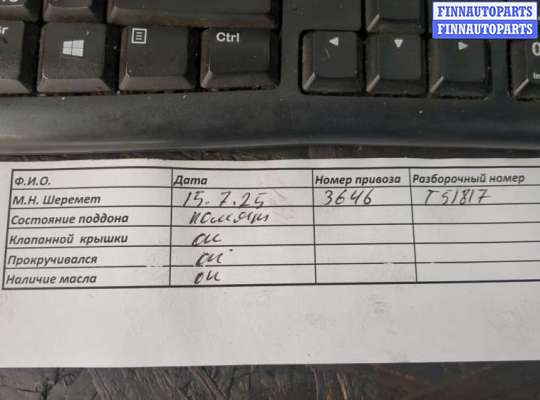 FINNAUTOPARTS
FINNAUTOPARTS
Ctrl
Ф.И.О. Дата Номер привоза Разборочный номер
М.Н. Шеремет 15.7.25 3646 T51817
Состояние поддона помят
Клапанной крышки ок
Прокручивался ок
Наличие масла ок